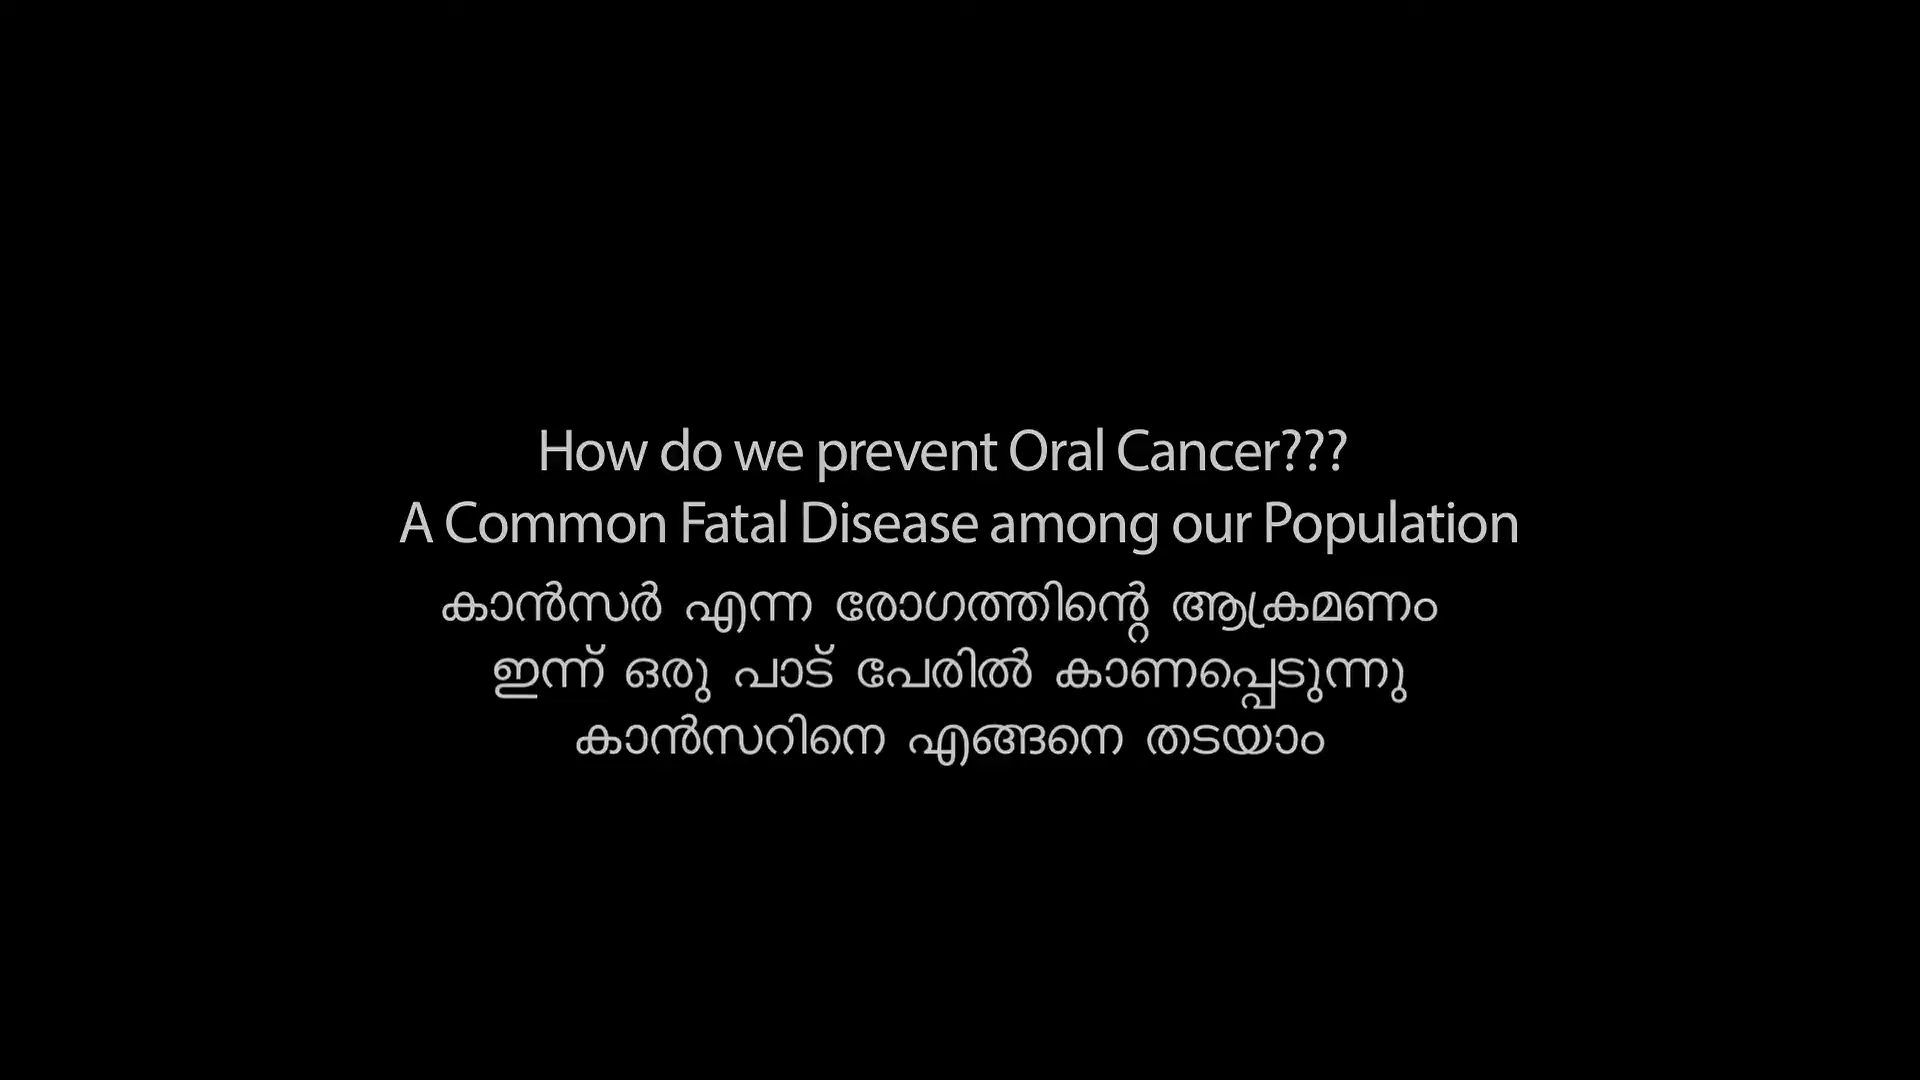 How do we prevent Oral Cancer???
A Common Fatal Disease among our Population
കാൻസർ എന്ന രോഗത്തിന്റെ ആക്രമണം
ഇന്ന് ഒരു പാട് പേരിൽ കാണപ്പെടുന്നു
കാൻസറിനെ എങ്ങനെ തടയാം